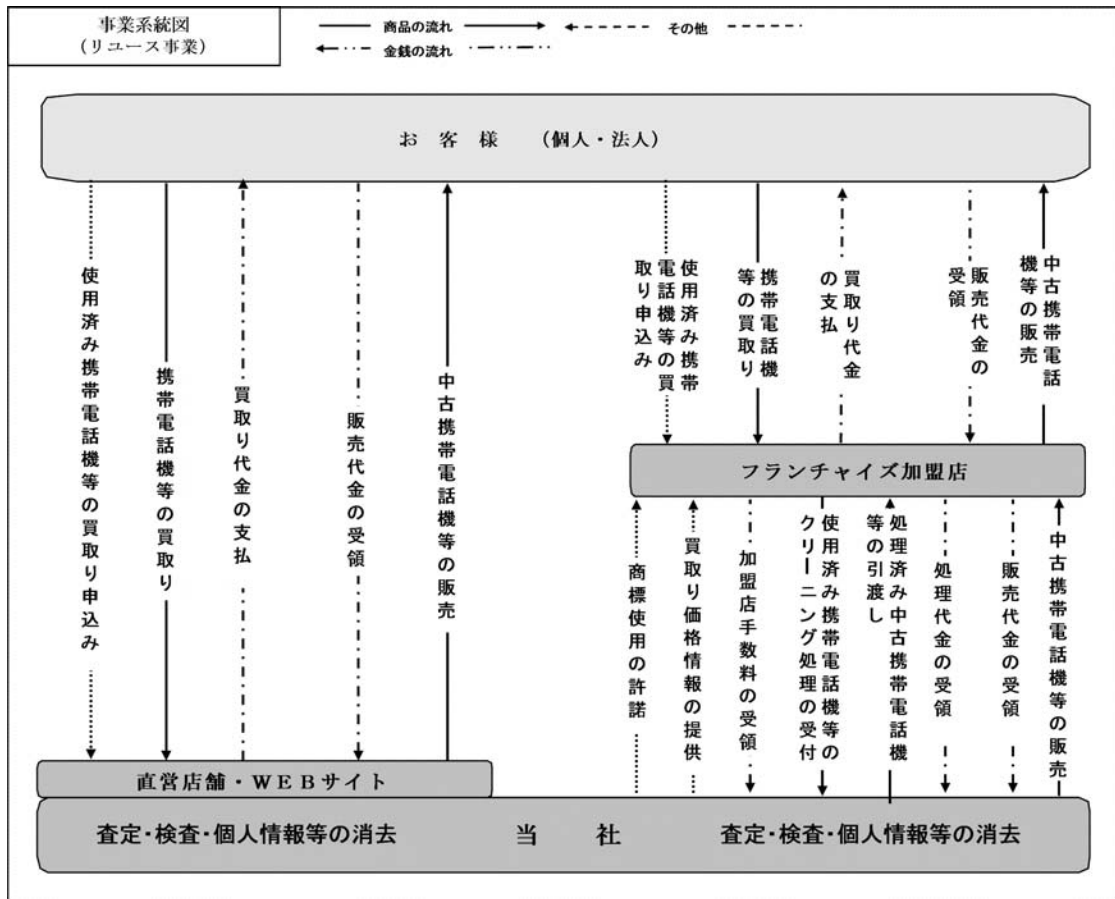 事業系統図
(リユース事業)
商品の流れ
その他
金銭の流れ
お客様 (個人・法人)
使用済み携帯電話機等の買取り申込み
携帯電話機等の買取り
買取り代金の支払
販売代金の受領
中古携帯電話機等の販売
使用済み携帯
電話機等の買
取り申込み
携帯電話機
等の買取り
買取り代金
の支払
販売代金の
受領
中古携帯電話
機等の販売
フランチャイズ加盟店
商標使用の許諾
買取り価格情報の提供
加盟店手数料の受領
使用済み携帯電話機等の
クリーニング処理の受付
処理済み中古携帯電話機
等の引渡し
処理代金の受領
販売代金の受領
中古携帯電話機等の販売
直営店舗・WEBサイト
査定・検査・個人情報等の消去
当社
査定・検査・個人情報等の消去